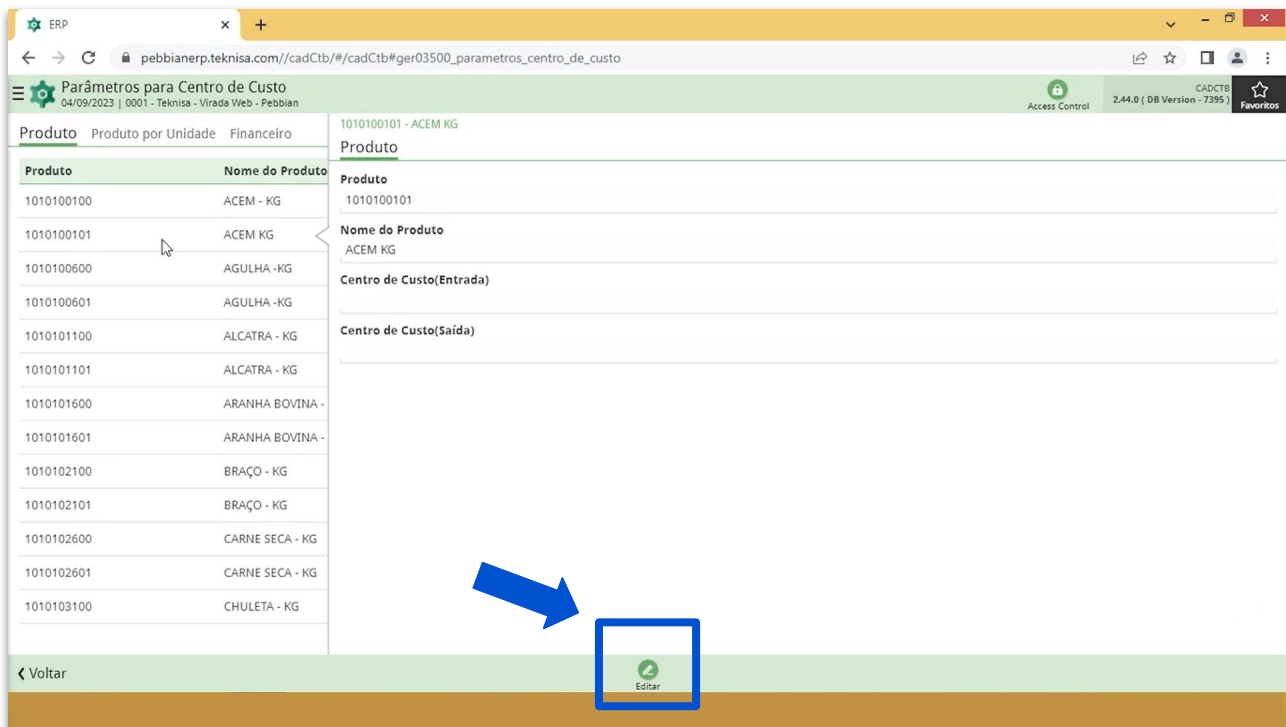 ERP
pebbianerp.teknisa.com//cadCtb/#/cadCtb#ger03500_parametros_centro_de_custo
Parâmetros para Centro de Custo
04/09/2023 | 0001 - Teknisa - Virada Web - Pebbian
Access Control
CADCTB
2.44.0 ( DB Version - 7395 )
Favoritos
Produto Produto por Unidade Financeiro
Produto Nome do Produto
1010100100 ACEM - KG
1010100101 ACEM KG
1010100600 AGULHA -KG
1010100601 AGULHA -KG
1010101100 ALCATRA - KG
1010101101 ALCATRA - KG
1010101600 ARANHA BOVINA -
1010101601 ARANHA BOVINA -
1010102100 BRAÇO - KG
1010102101 BRAÇO - KG
1010102600 CARNE SECA - KG
1010102601 CARNE SECA - KG
1010103100 CHULETA - KG
1010100101 - ACEM KG
Produto
Produto
1010100101
Nome do Produto
ACEM KG
Centro de Custo(Entrada)
Centro de Custo(Saída)
Voltar
Editar